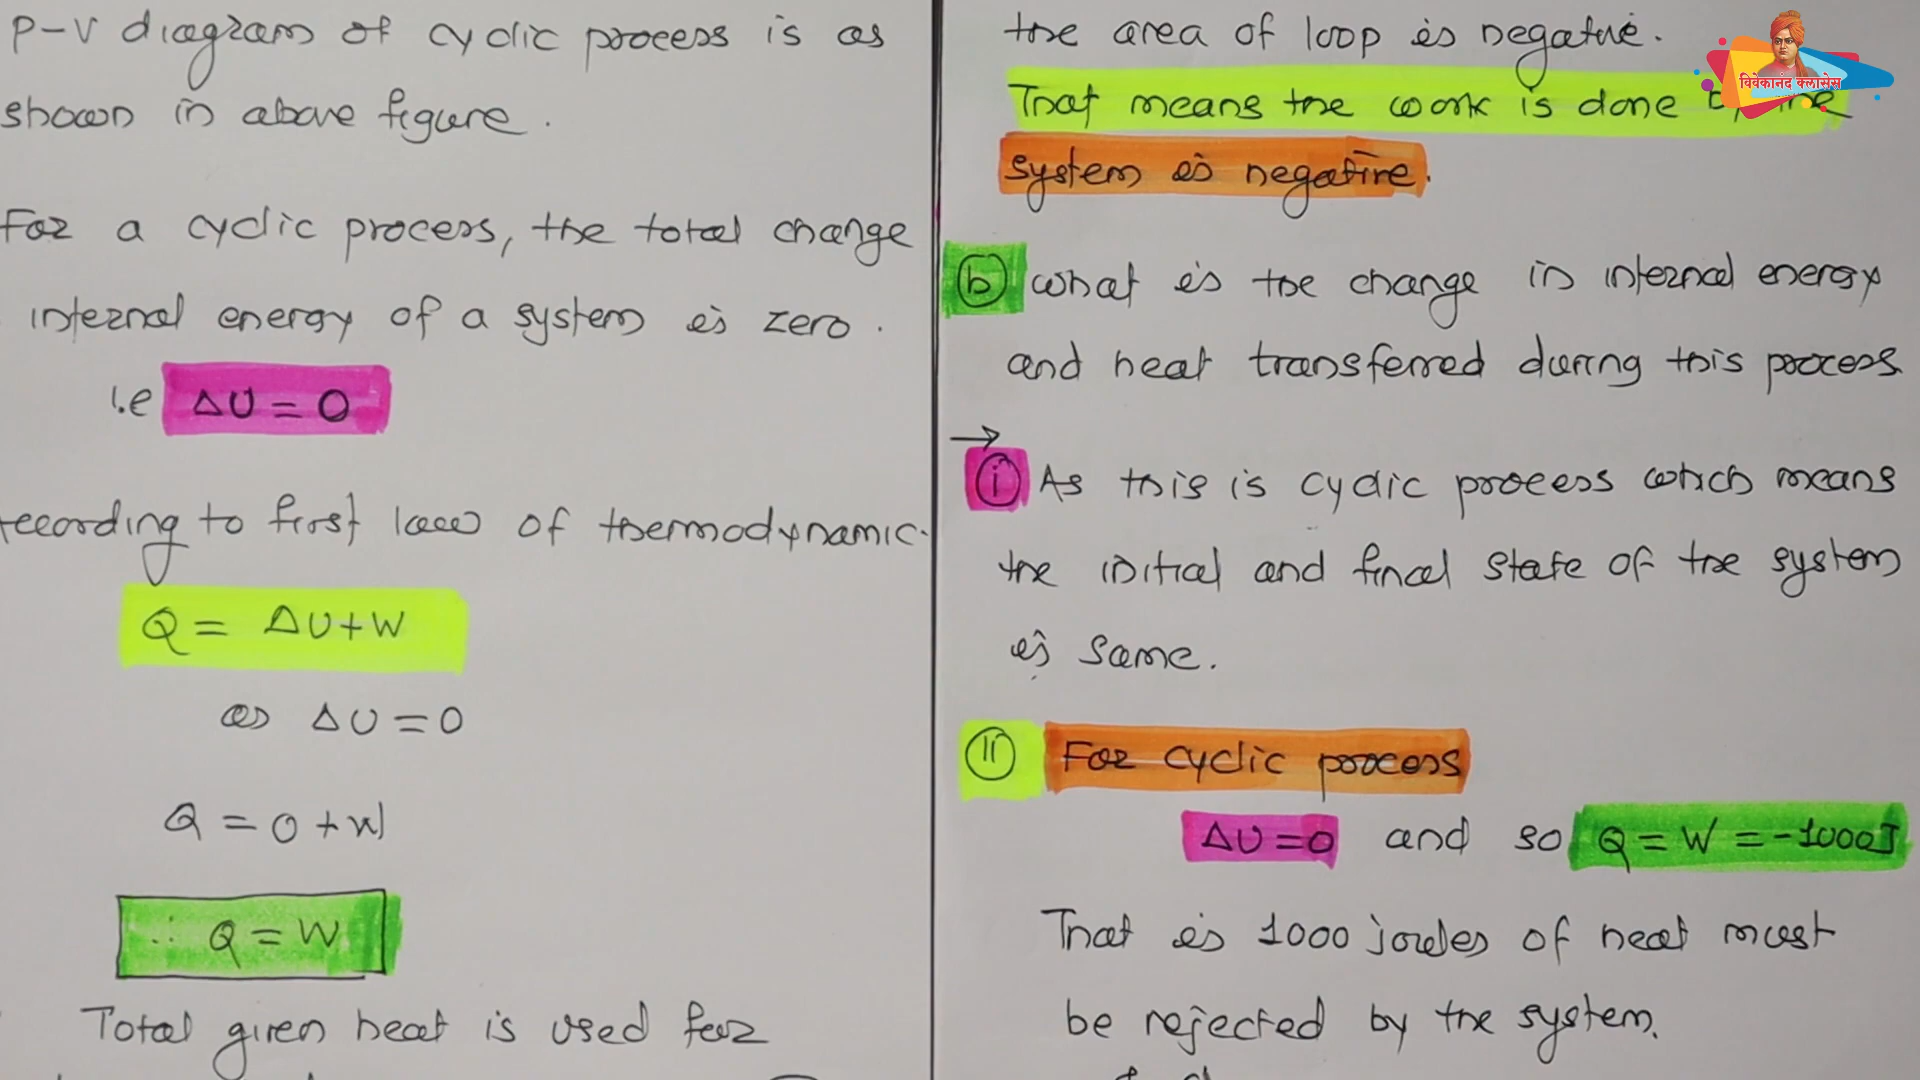 P-V diagram of cyclic process is as
shown in above figure.
For a cyclic process, the total change
internal energy of a system is zero.
i.e ΔU = 0
According to first law of thermodynamic.
Q = ΔU+W
as ΔU = 0
Q = 0 + W
∴ Q = W
Total given heat is used for
the area of loop is negative.
That means the work is done
system is negative.
(b) what is the change in internal energy
and heat transferred during this process
→
(i) As this is cyclic process which means
the initial and final state of the system
is same.
(ii) For cyclic process
ΔU = 0 and so Q = W = -1000J
That is 1000 joules of heat must
be rejected by the system.
विवेकानंद क्लासेस